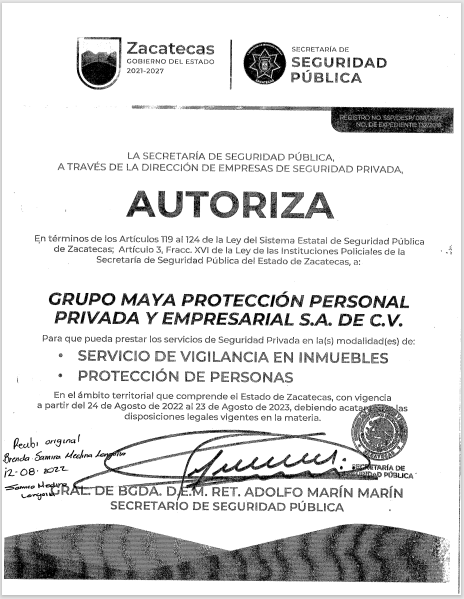 Zacatecas
GOBIERNO DEL ESTADO
2021-2027
SECRETARÍA DE
SEGURIDAD
PÚBLICA
REGISTRO NO. SSP/DESP/
NO. DE EXPEDIENTE
LA SECRETARÍA DE SEGURIDAD PÚBLICA,
A TRAVÉS DE LA DIRECCIÓN DE EMPRESAS DE SEGURIDAD PRIVADA,
AUTORIZA
En términos de los Artículos 119 al 124 de la Ley del Sistema Estatal de Seguridad Pública
de Zacatecas; Artículo 3, Fracc. XVI de la Ley de las Instituciones Policiales de la
Secretaría de Seguridad Pública del Estado de Zacatecas, a:
GRUPO MAYA PROTECCIÓN PERSONAL
PRIVADA Y EMPRESARIAL S.A. DE C.V.
Para que pueda prestar los servicios de Seguridad Privada en la(s) modalidad(es) de:
• SERVICIO DE VIGILANCIA EN INMUEBLES
• PROTECCIÓN DE PERSONAS
En el ámbito territorial que comprende el Estado de Zacatecas, con vigencia
a partir del 24 de Agosto de 2022 al 23 de Agosto de 2023, debiendo acatar las
disposiciones legales vigentes en la materia.
Recibi original
Brenda Samira Medina Longoria
12-08-2022
Samira Medina
Longoria
SECRETARÍA DE
SEGURIDAD PÚBLICA
GRAL. DE BGDA. D.E.M. RET. ADOLFO MARÍN MARÍN
SECRETARIO DE SEGURIDAD PÚBLICA